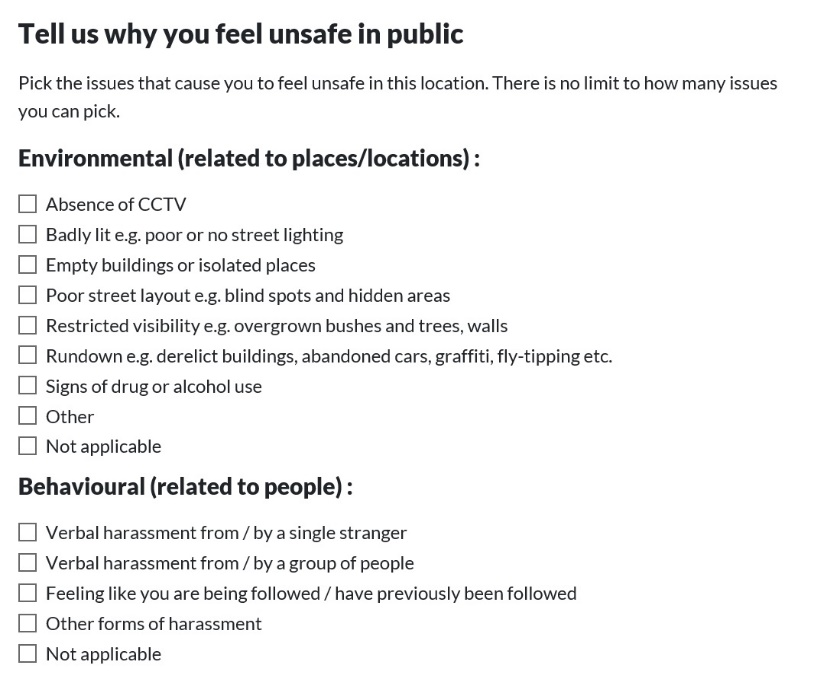 Tell us why you feel unsafe in public
Pick the issues that cause you to feel unsafe in this location. There is no limit to how many issues
you can pick.
Environmental (related to places/locations) :
Absence of CCTV
Badly lit e.g. poor or no street lighting
Empty buildings or isolated places
Poor street layout e.g. blind spots and hidden areas
Restricted visibility e.g. overgrown bushes and trees, walls
Rundown e.g. derelict buildings, abandoned cars, graffiti, fly-tipping etc.
Signs of drug or alcohol use
Other
Not applicable
Behavioural (related to people) :
Verbal harassment from / by a single stranger
Verbal harassment from / by a group of people
Feeling like you are being followed / have previously been followed
Other forms of harassment
Not applicable